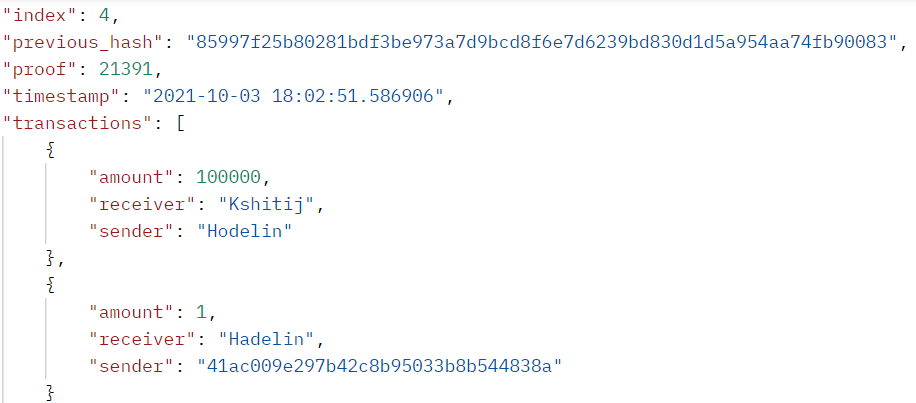 "index": 4,
"previous_hash": "85997f25b80281bdf3be973a7d9bcd8f6e7d6239bd830d1d5a954aa74fb90083",
"proof": 21391,
"timestamp": "2021-10-03 18:02:51.586906",
"transactions": [
{
"amount": 100000,
"receiver": "Kshitij",
"sender": "Hodelin"
},
{
"amount": 1,
"receiver": "Hadelin",
"sender": "41ac009e297b42c8b95033b8b544838a"
}